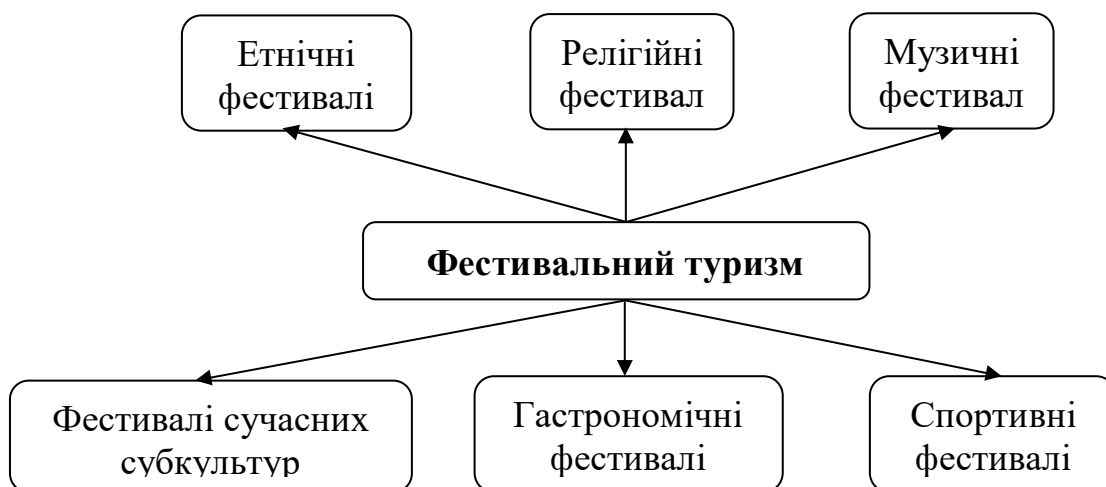 Етнічні
фестивалі
Релігійні
фестивал
Музичні
фестивал
Фестивальний туризм
Фестивалі сучасних
субкультур
Гастрономічні
фестивалі
Спортивні
фестивалі